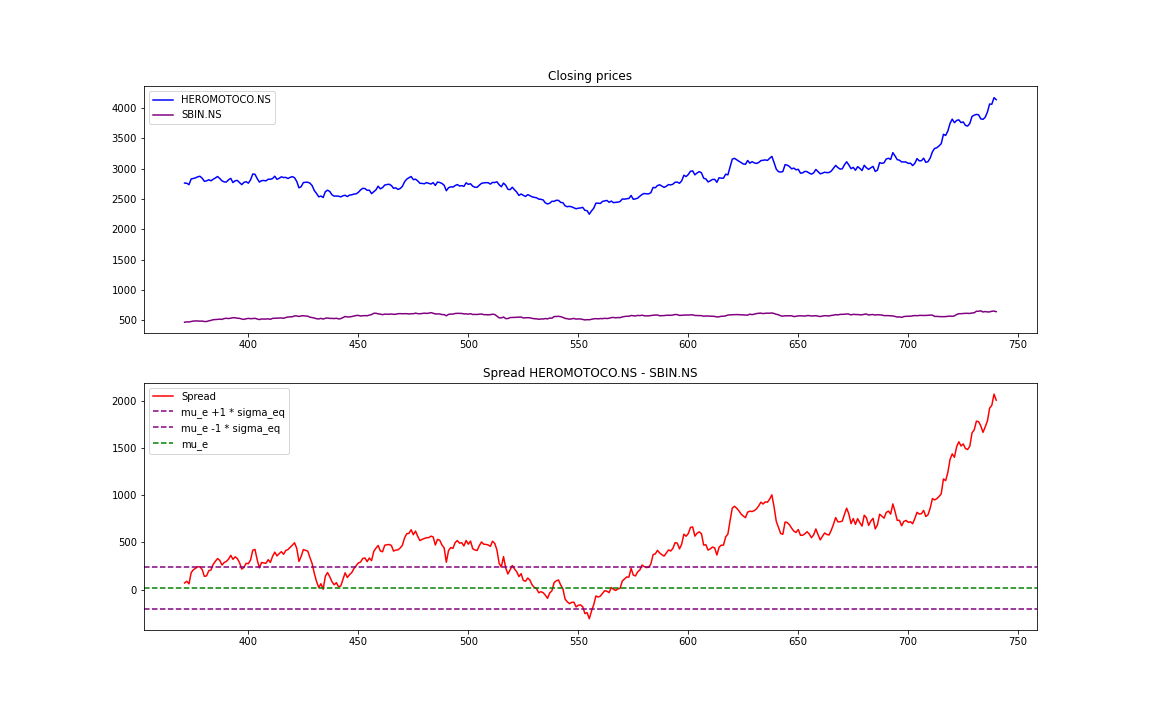 Closing prices
HEROMOTOCO.NS
SBIN.NS
4000
3500
3000
2500
2000
1500
1000
500
400 450 500 550 600 650 700 750
Spread HEROMOTOCO.NS - SBIN.NS
Spread
mu_e +1 * sigma_eq
mu_e -1 * sigma_eq
mu_e
2000
1500
1000
500
0
400 450 500 550 600 650 700 750